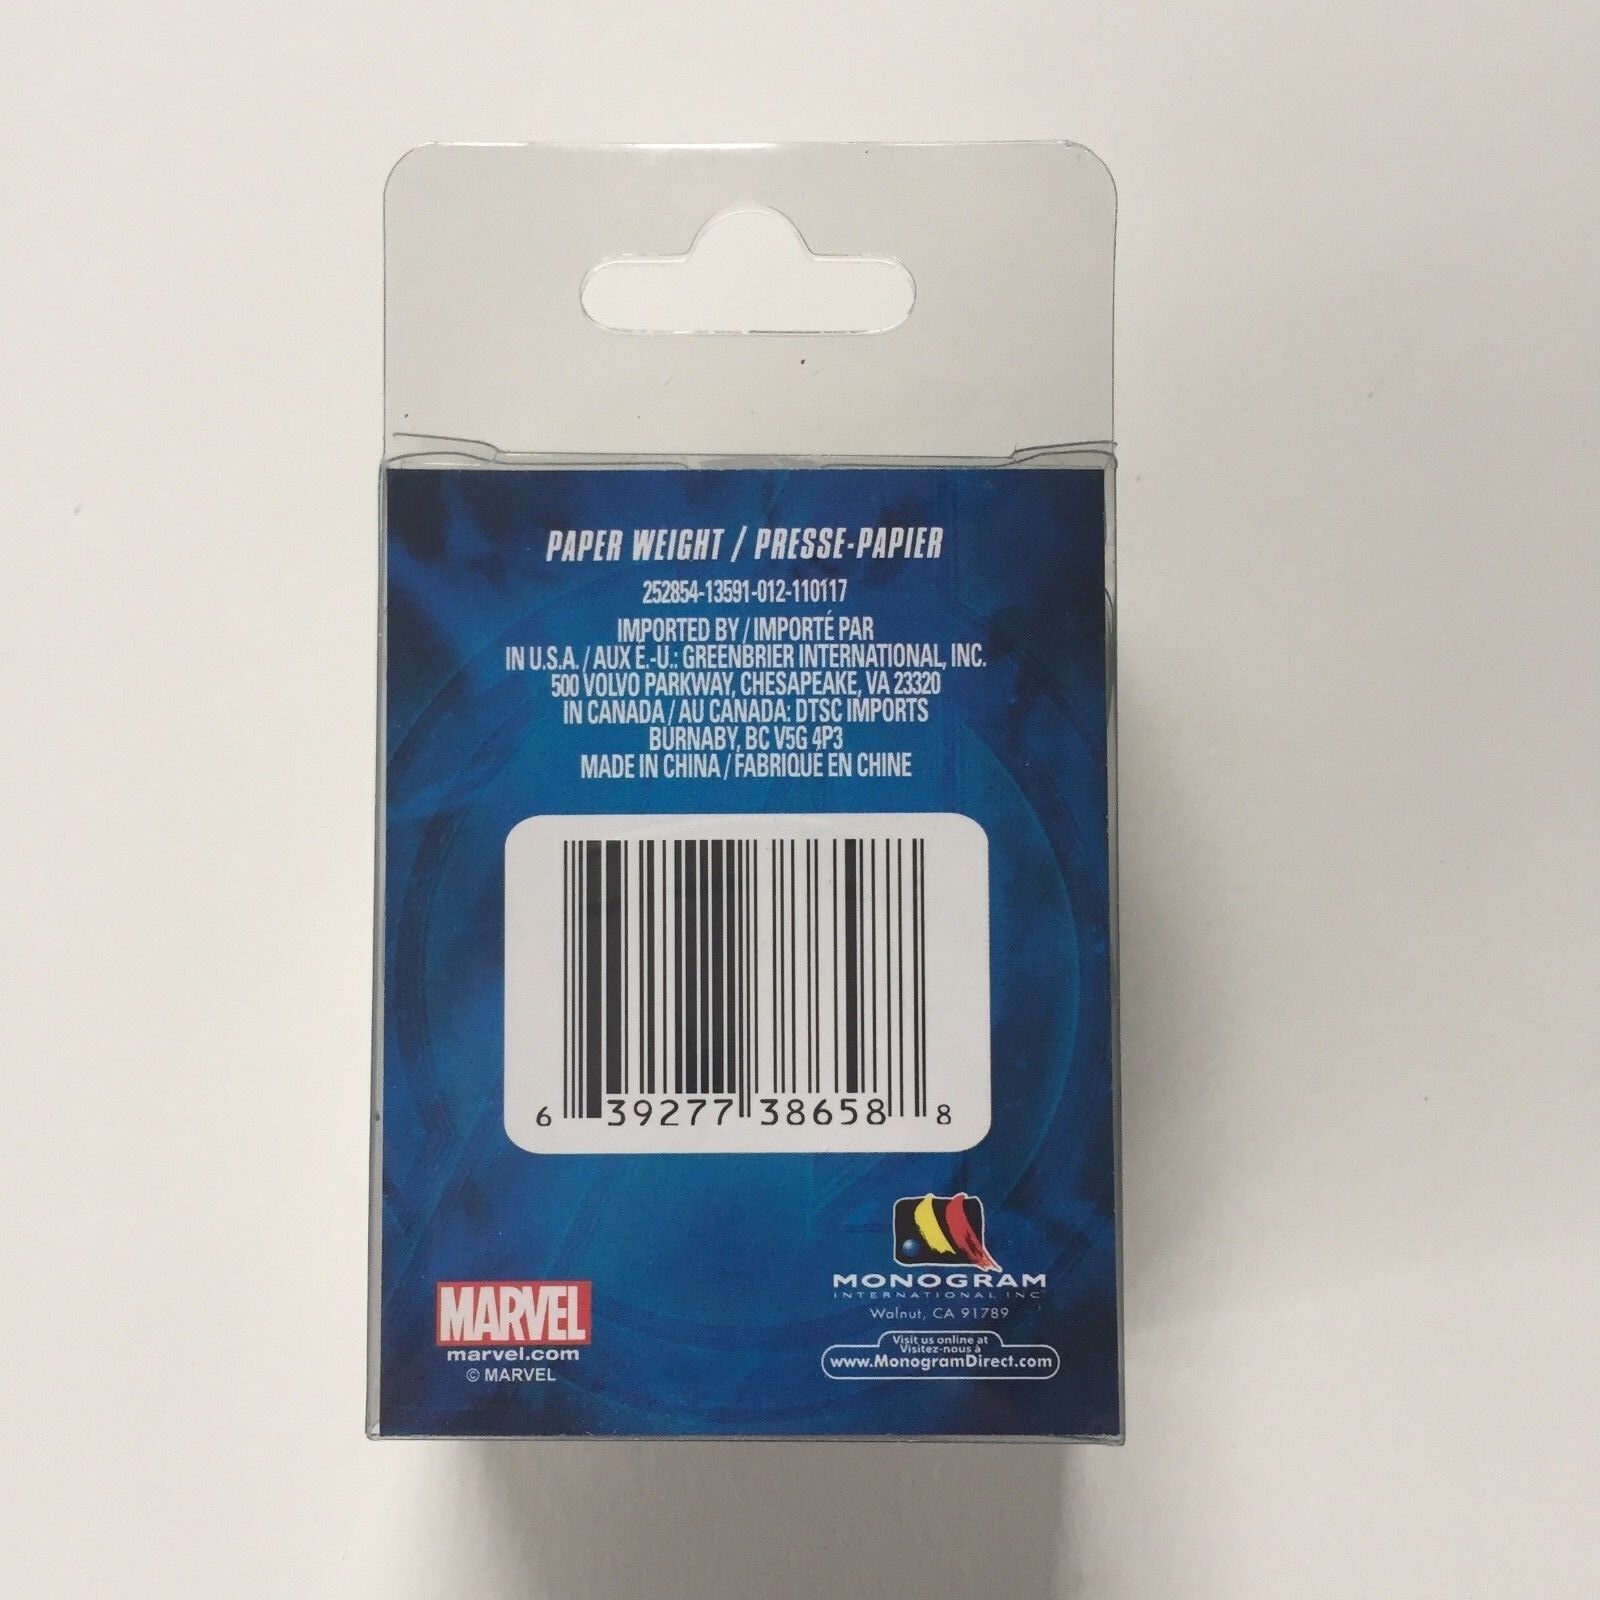 PAPER WEIGHT / PRESSE-PAPIER
252854-13591-012-110117
IMPORTED BY / IMPORTÉ PAR
IN U.S.A. / AUX É.-U.: GREENBRIER INTERNATIONAL, INC.
500 VOLVO PARKWAY, CHESAPEAKE, VA 23320
IN CANADA / AU CANADA: DTSC IMPORTS
BURNABY, BC V5G 4P3
MADE IN CHINA / FABRIQUÉ EN CHINE
6 39277 38658 8
MARVEL
marvel.com
© MARVEL
MONOGRAM
INTERNATIONAL INC
Walnut, CA 91789
Visit us online at
Visitez-nous à
www.MonogramDirect.com